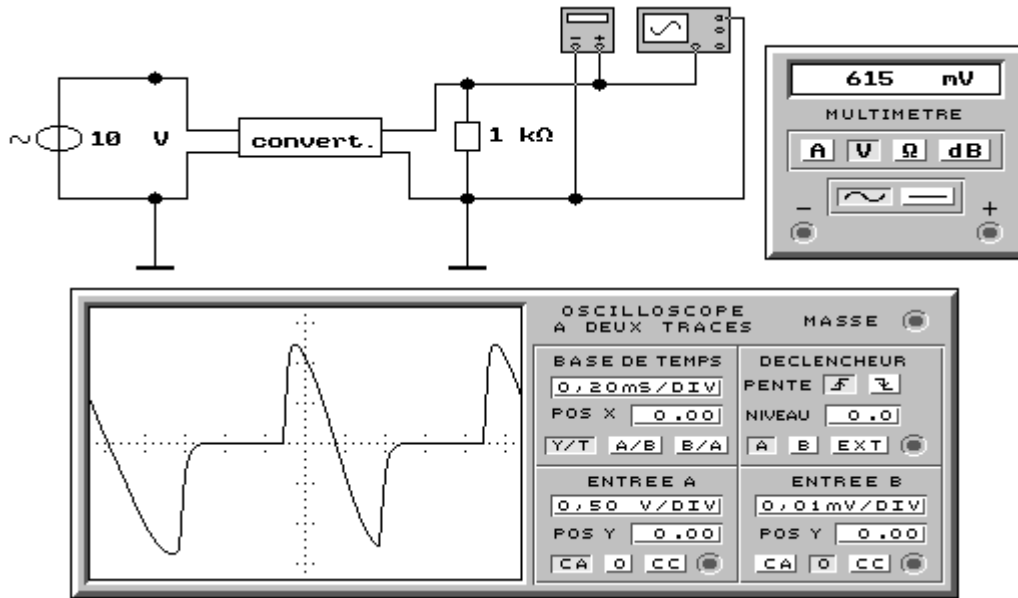 - +
~ 10 V
convert.
1 kΩ
615 mV
MULTIMETRE
A V Ω dB
- +
OSCILLOSCOPE
A DEUX TRACES
MASSE
BASE DE TEMPS
0,20mS/DIV
POS X 0.00
Y/T A/B B/A
DECLENCHEUR
PENTE
NIVEAU 0.0
A B EXT
ENTREE A
0,50 V/DIV
POS Y 0.00
CA 0 CC
ENTREE B
0,01mV/DIV
POS Y 0.00
CA 0 CC